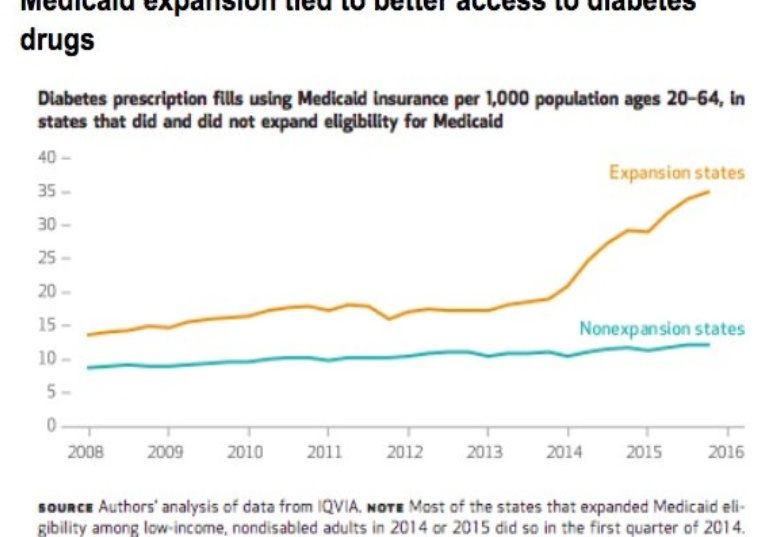 Medicaid expansion tied to better access to diabetes
drugs
Diabetes prescription fills using Medicaid insurance per 1,000 population ages 20–64, in
states that did and did not expand eligibility for Medicaid
40
Expansion states
35
30
25
20
15
Nonexpansion states
10
5
0
2008 2009 2010 2011 2012 2013 2014 2015 2016
SOURCE Authors' analysis of data from IQVIA. NOTE Most of the states that expanded Medicaid eli-
gibility among low-income, nondisabled adults in 2014 or 2015 did so in the first quarter of 2014.